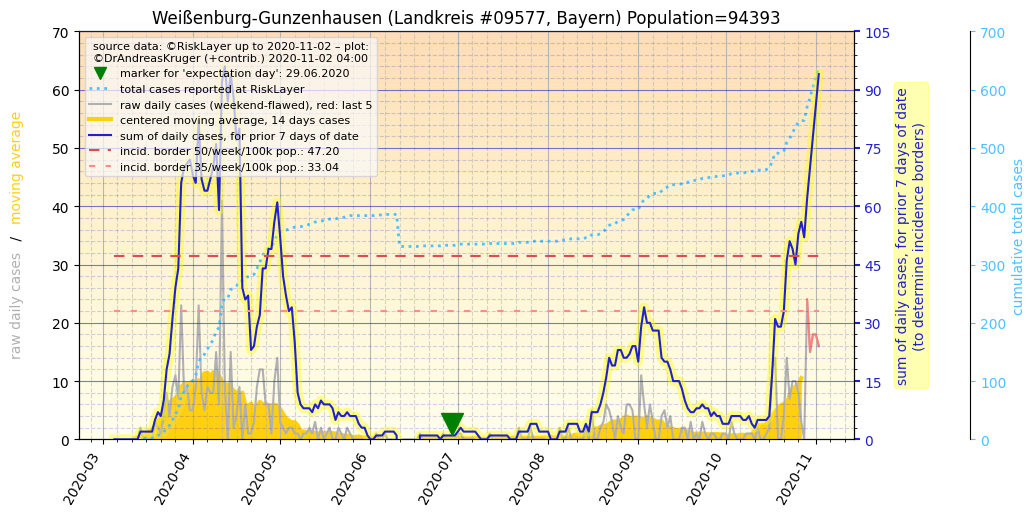 Weißenburg-Gunzenhausen (Landkreis #09577, Bayern) Population=94393
source data: ©RiskLayer up to 2020-11-02 – plot:
©DrAndreasKruger (+contrib.) 2020-11-02 04:00
marker for 'expectation day': 29.06.2020
total cases reported at RiskLayer
raw daily cases (weekend-flawed), red: last 5
centered moving average, 14 days cases
sum of daily cases, for prior 7 days of date
incid. border 50/week/100k pop.: 47.20
incid. border 35/week/100k pop.: 33.04
raw daily cases / moving average
70
60
50
40
30
20
10
0
105
90
75
60
45
30
15
0
sum of daily cases, for prior 7 days of date
(to determine incidence borders)
700
600
500
400
300
200
100
0
cumulative total cases
2020-03
2020-04
2020-05
2020-06
2020-07
2020-08
2020-09
2020-10
2020-11